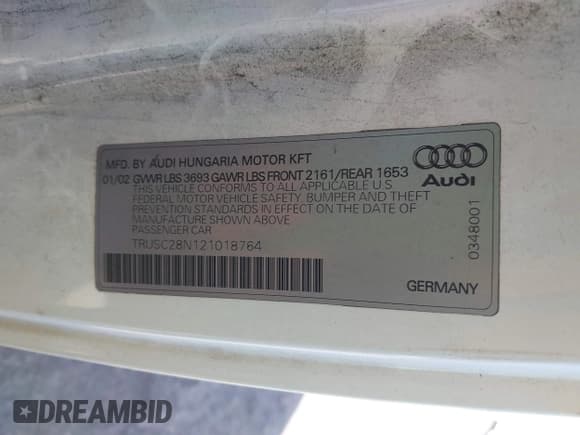 MFD. BY AUDI HUNGARIA MOTOR KFT
01/02 GVWR LBS 3693 GAWR LBS FRONT 2161/REAR 1653
THIS VEHICLE CONFORMS TO ALL APPLICABLE U S
FEDERAL MOTOR VEHICLE SAFETY, BUMPER AND THEFT
PREVENTION STANDARDS IN EFFECT ON THE DATE OF
MANUFACTURE SHOWN ABOVE
PASSENGER CAR
TRUSC28N121018764
Audi
0348001
GERMANY
DREAMBID